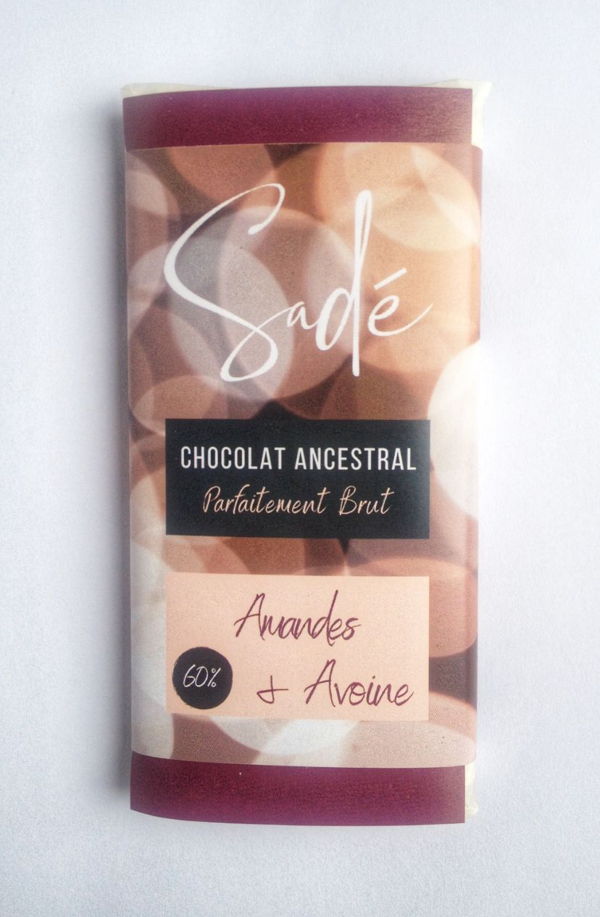 Sadé
CHOCOLAT ANCESTRAL
Parfaitement Brut
Amandes
60%
& Avoine